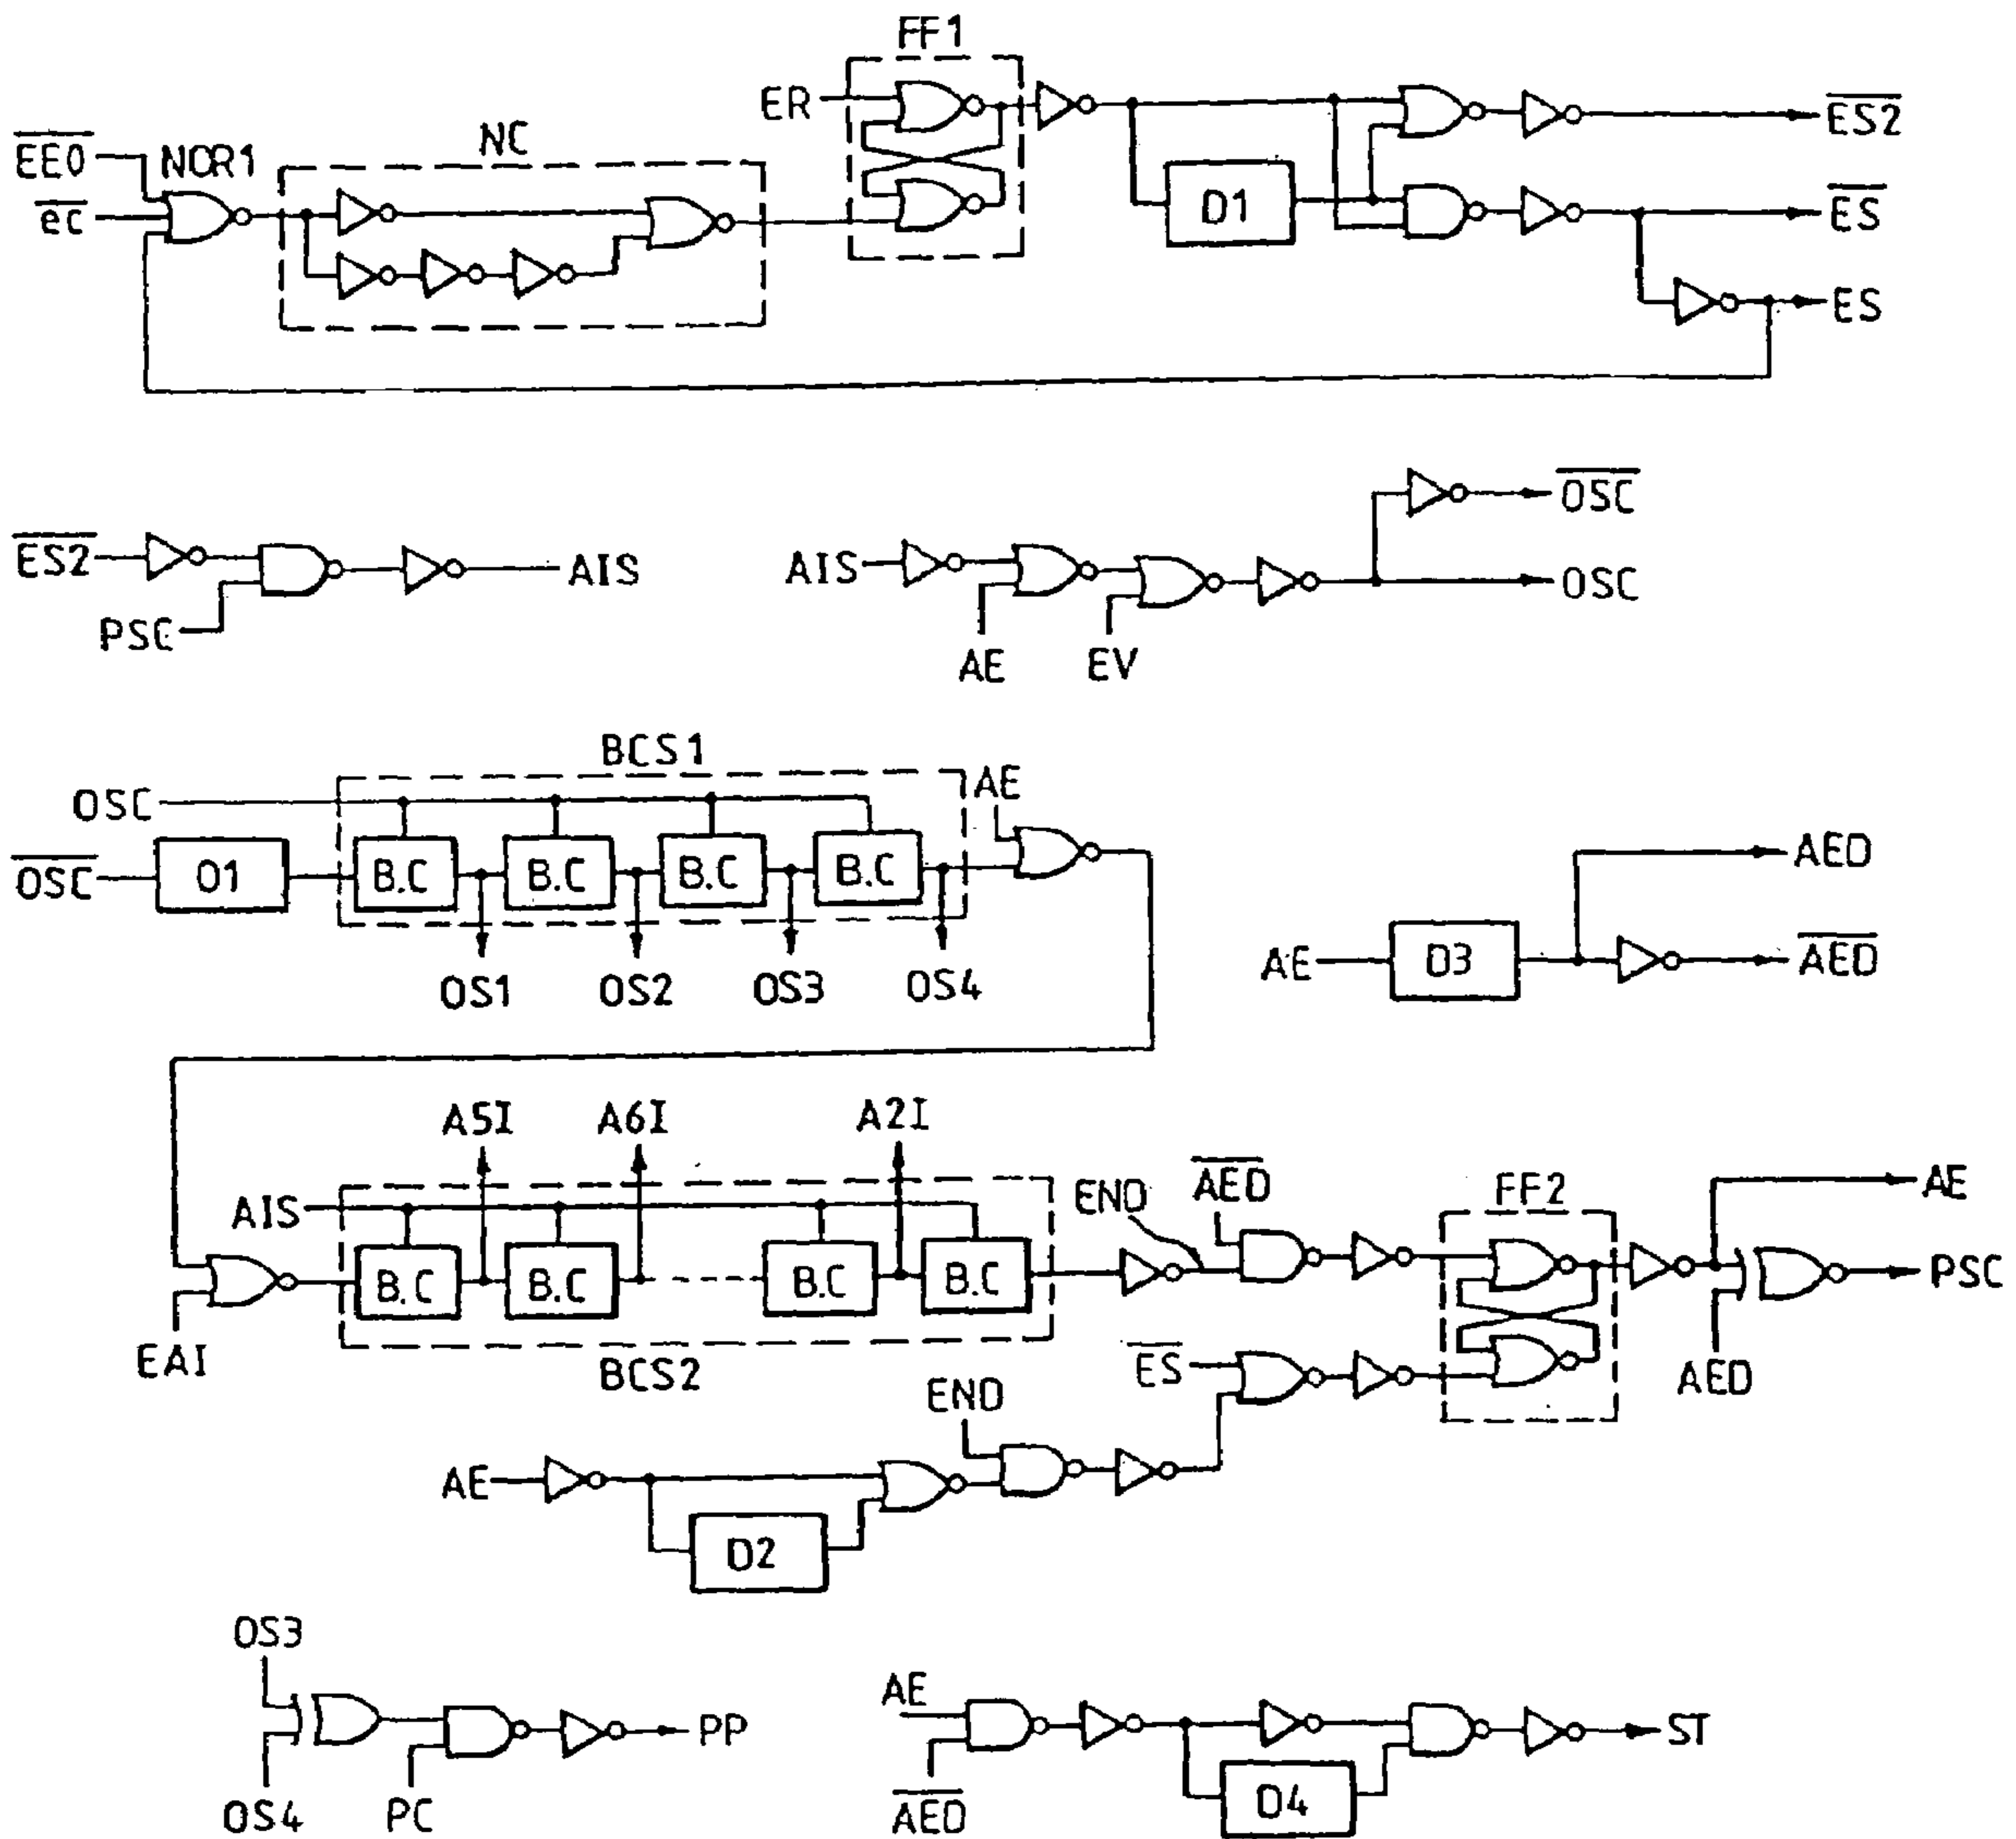 FF1
ER
NC
EE0
NOR1
ec
D1
ES2
ES
ES
ES2
PSC
AIS
AIS
AE
EV
OSC
OSC
BCS1
OSC
OSC
01
B.C
B.C
B.C
B.C
AE
OS1
OS2
OS3
OS4
AE
D3
AED
AED
A5I
A6I
A2I
AIS
B.C
B.C
B.C
B.C
EAI
BCS2
END
AED
FF2
AE
PSC
AED
ES
END
AE
D2
OS3
OS4
PC
PP
AE
AED
D4
ST